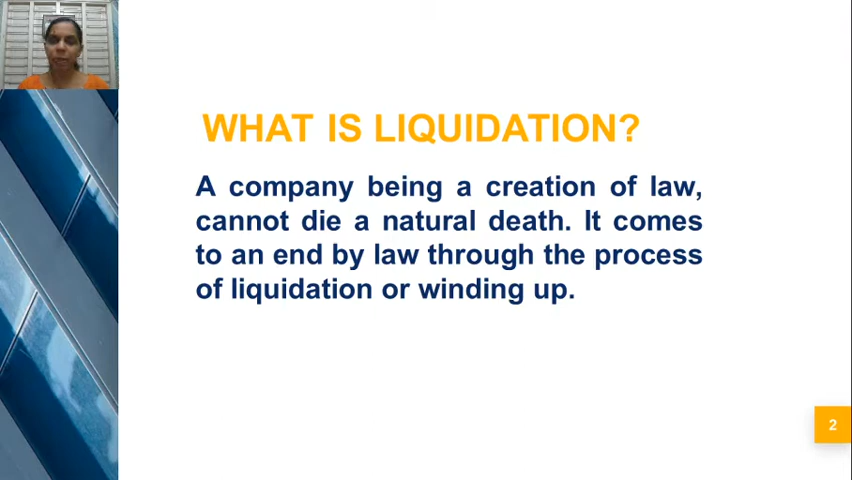 WHAT IS LIQUIDATION?
A company being a creation of law,
cannot die a natural death. It comes
to an end by law through the process
of liquidation or winding up.
2